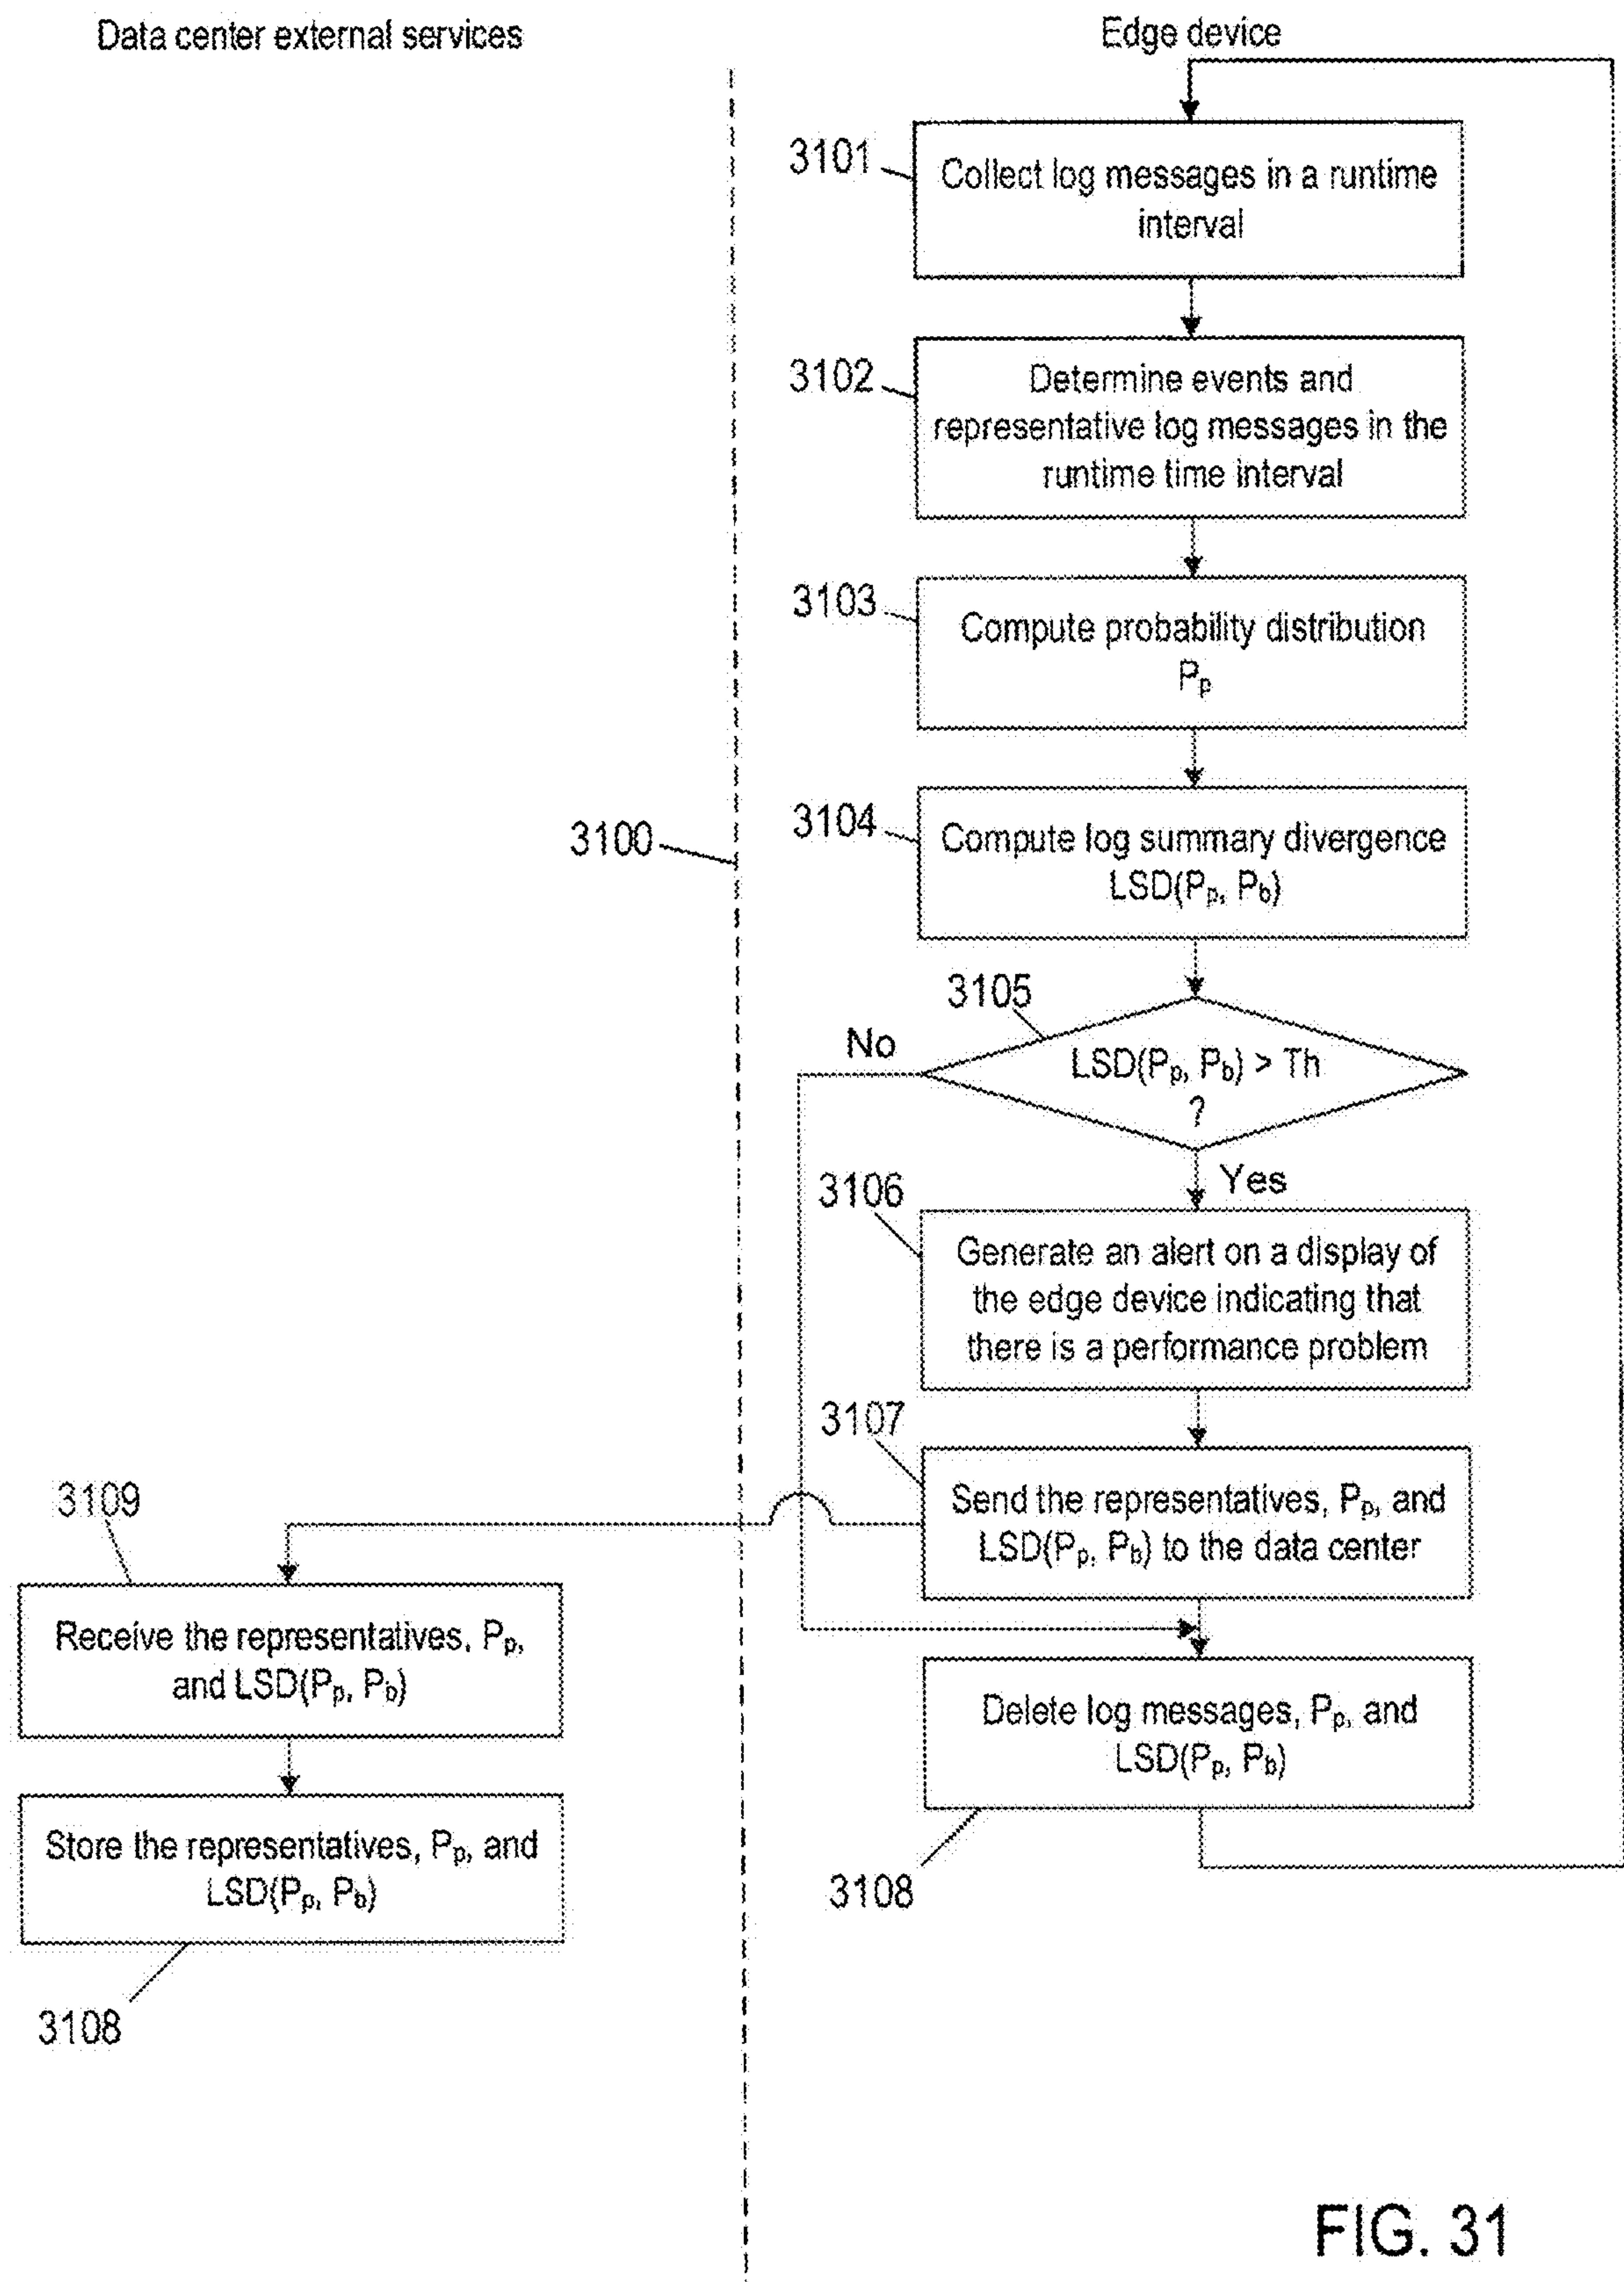 Data center external services
Edge device
3101
Collect log messages in a runtime
interval
3102
Determine events and
representative log messages in the
runtime time interval
3103
Compute probability distribution
Pp
3100
3104
Compute log summary divergence
LSD(Pp, Pb)
3105
No
LSD(Pp, Pb) > Th
?
Yes
3106
Generate an alert on a display of
the edge device indicating that
there is a performance problem
3107
Send the representatives, Pp, and
LSD(Pp, Pb) to the data center
3109
Receive the representatives, Pp,
and LSD(Pp, Pb)
Delete log messages, Pp, and
LSD(Pp, Pb)
3108
Store the representatives, Pp, and
LSD(Pp, Pb)
3108
FIG. 31